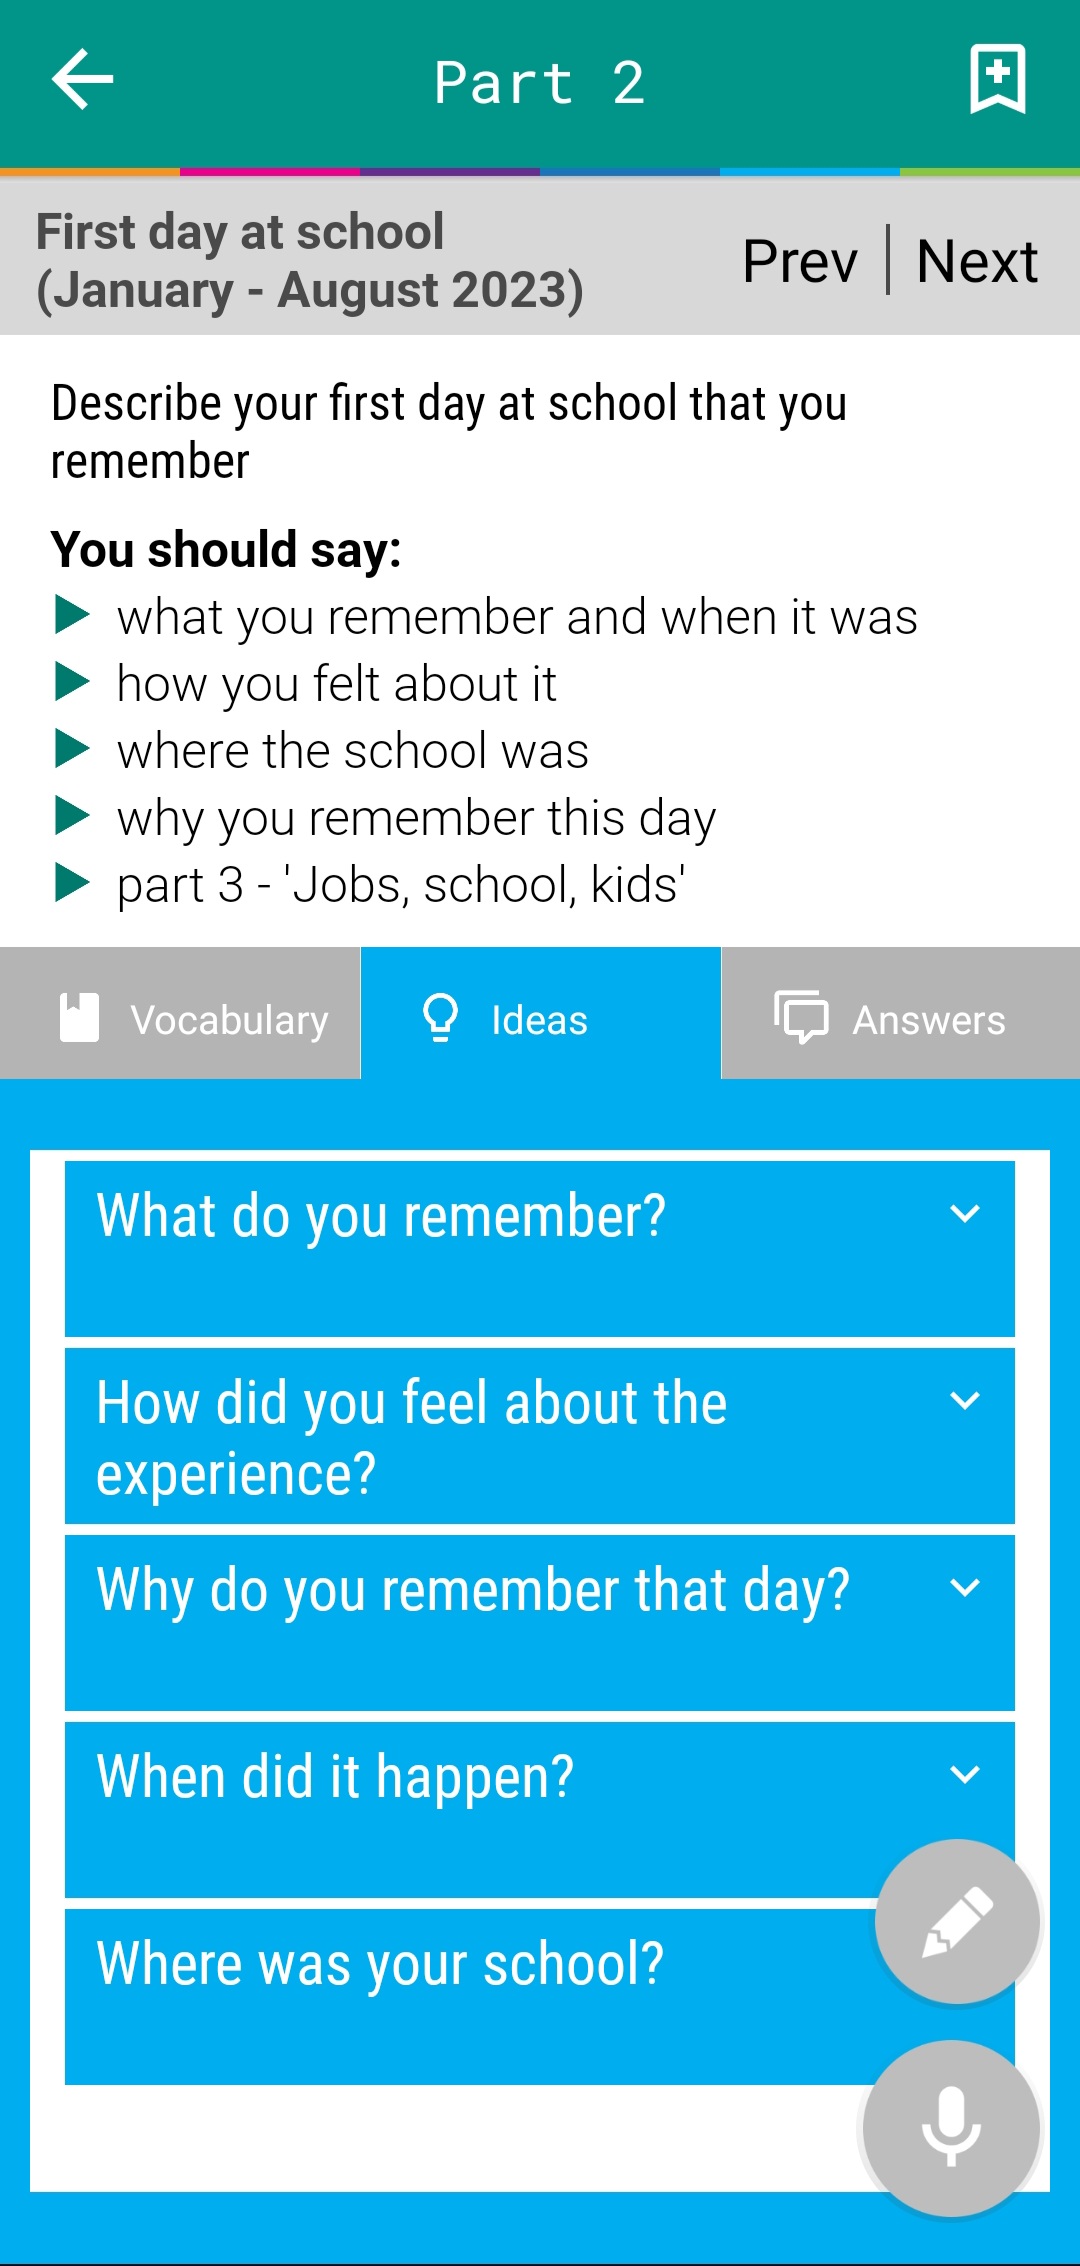 Part 2
First day at school
(January - August 2023)
Prev | Next
Describe your first day at school that you
remember
You should say:
what you remember and when it was
how you felt about it
where the school was
why you remember this day
part 3 - 'Jobs, school, kids'
Vocabulary
Ideas
Answers
What do you remember?
How did you feel about the
experience?
Why do you remember that day?
When did it happen?
Where was your school?